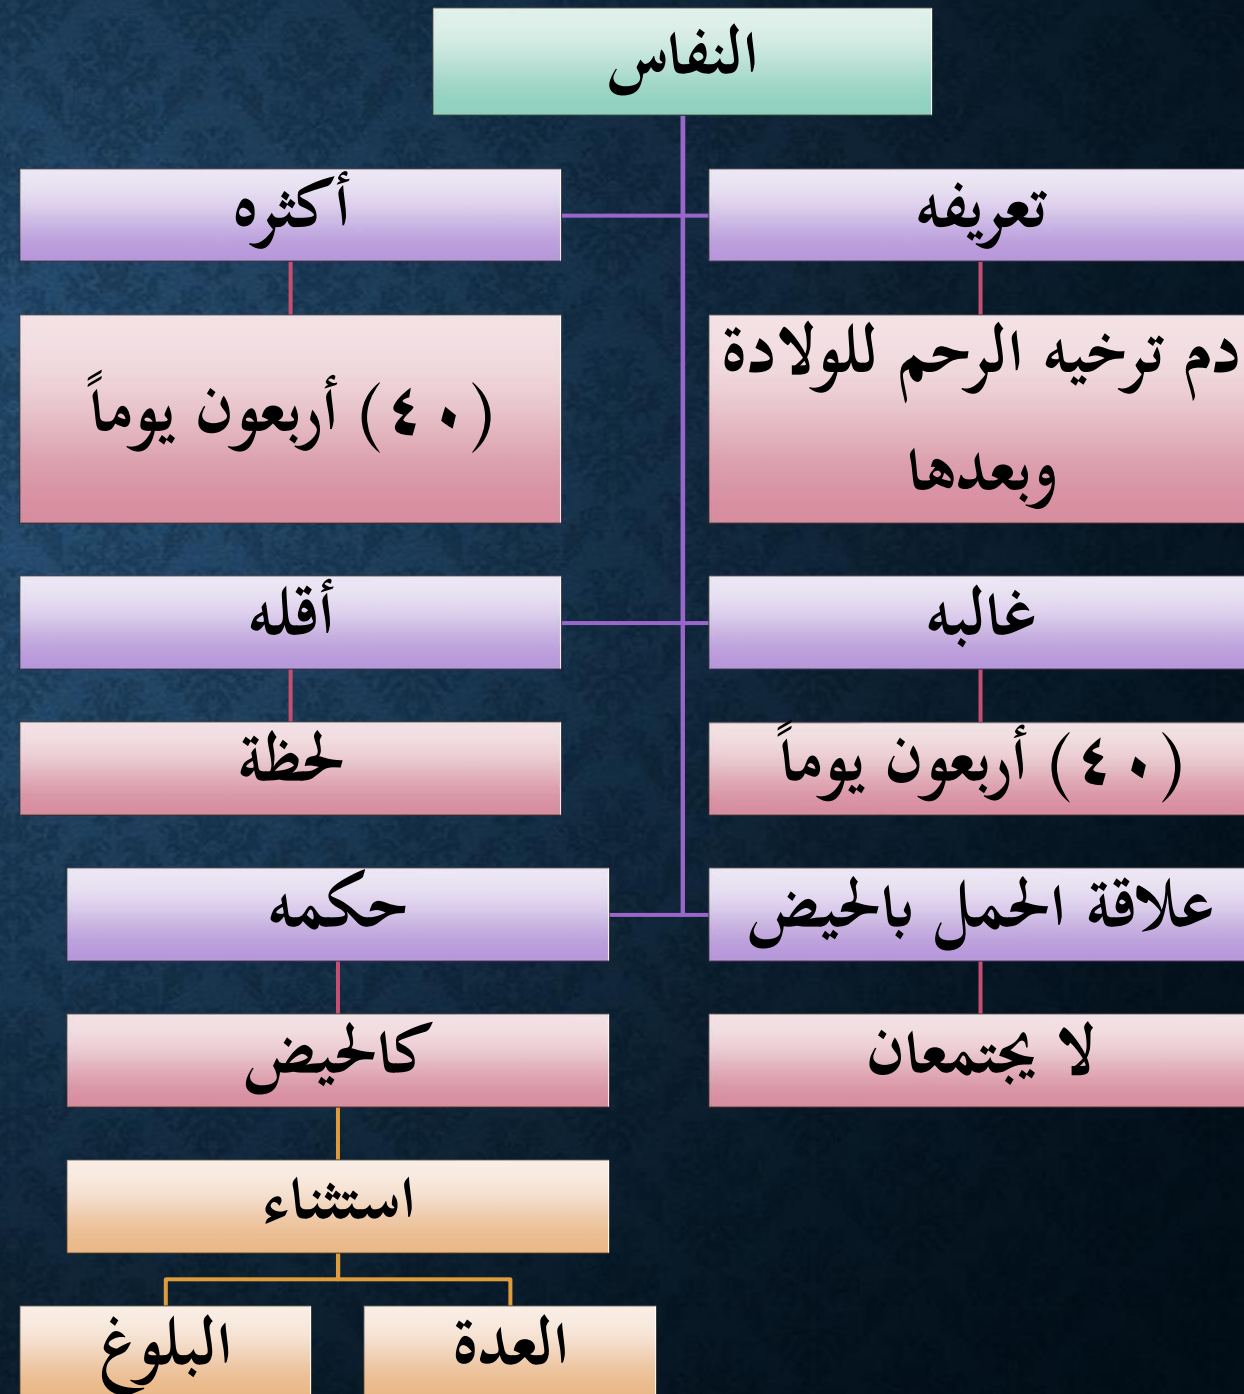 النفاس
تعريفه
أكثره
دم ترخيه الرحم للولادة
وبعدها
(٤٠) أربعون يوماً
غالبه
أقله
(٤٠) أربعون يوماً
لحظة
علاقة الحمل بالحيض
حكمه
لا يجتمعان
كالحيض
استثناء
العدة
البلوغ